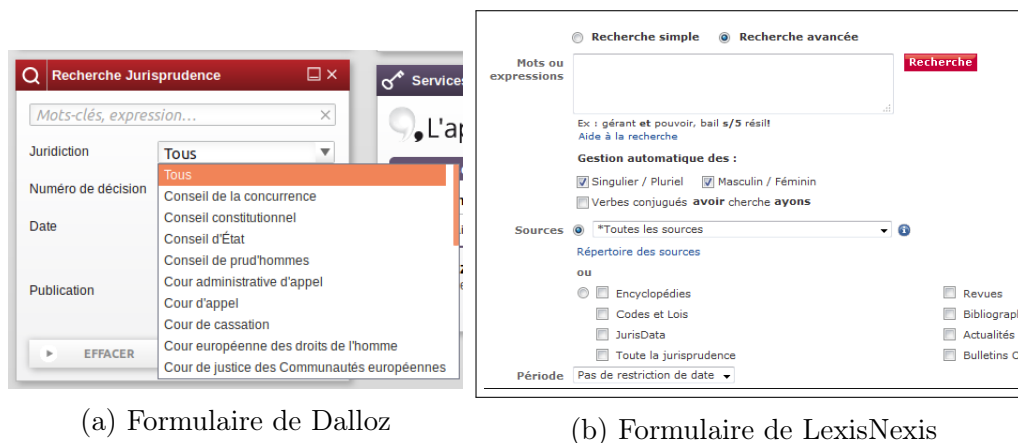 Recherche Jurisprudence
Mots-clés, expression...
Juridiction
Tous
Tous
Numéro de décision
Conseil de la concurrence
Conseil constitutionnel
Date
Conseil d'État
Conseil de prud'hommes
Cour administrative d'appel
Publication
Cour d'appel
Cour de cassation
EFFACER
Cour européenne des droits de l'homme
Cour de justice des Communautés européennes
Services
L'ap
(a) Formulaire de Dalloz
Recherche simple Recherche avancée
Mots ou
expressions
Recherche
Ex : gérant et pouvoir, bail s/5 résil!
Aide à la recherche
Gestion automatique des :
Singulier / Pluriel Masculin / Féminin
Verbes conjugués avoir cherche ayons
Sources *Toutes les sources
Répertoire des sources
ou
Encyclopédies Revues
Codes et Lois Bibliograp
JurisData Actualités
Toute la jurisprudence Bulletins
Période Pas de restriction de date
(b) Formulaire de LexisNexis